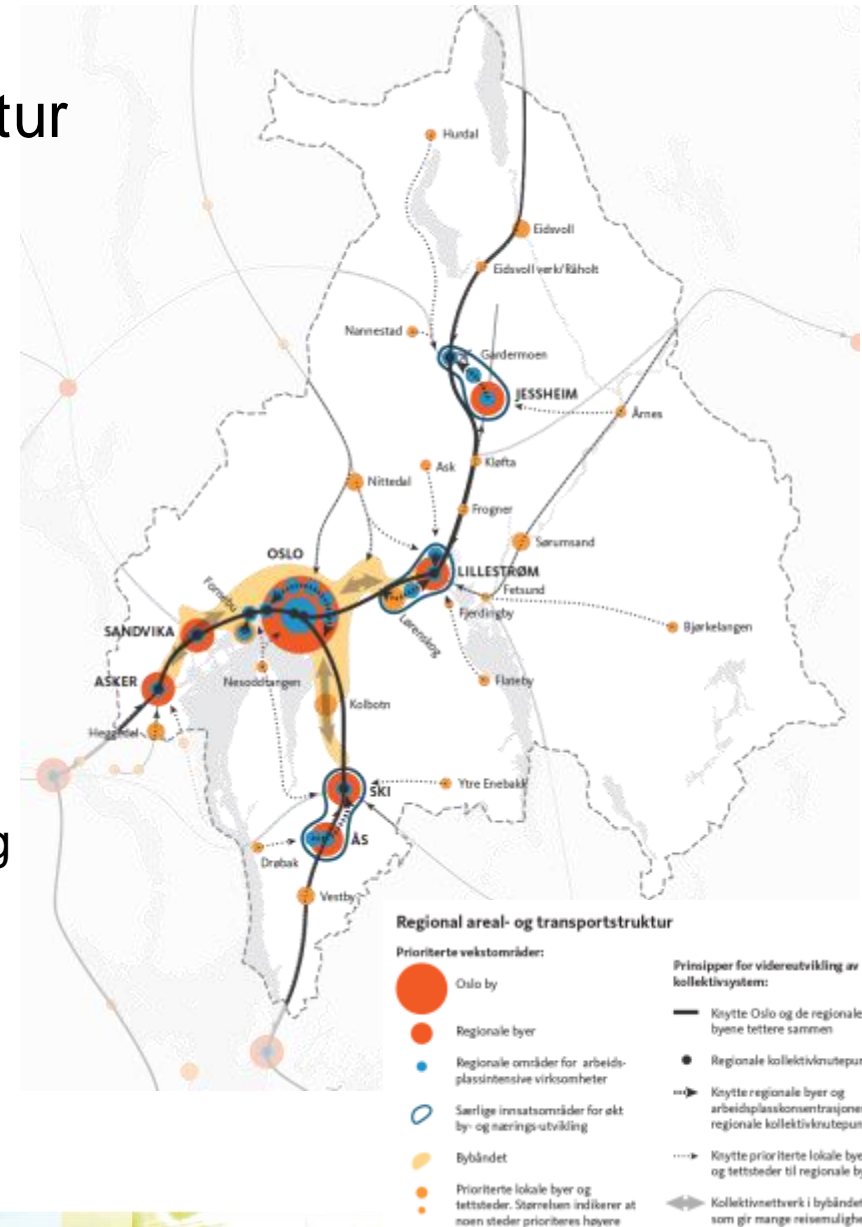 tur
Hurdal
Eidsvoll
Eidsvoll verk/Råholt
Nannestad
Gardermoen
JESSHEIM
Årnes
Ask
Kløfta
Nittedal
Frogner
Sørumsand
OSLO
LILLESTRØM
Fornebu
Fetsund
Fjerdingby
Lørenskog
Bjørkelangen
SANDVIKA
ASKER
Nesoddtangen
Flateby
Kolbotn
Heggedal
Ytre Enebakk
SKI
g
ÅS
Drøbak
Vestby
Regional areal- og transportstruktur
Prioriterte vekstområder:
Oslo by
Regionale byer
Regionale områder for arbeids-
plassintensive virksomheter
Særlige innsatsområder for økt
by- og nærings-utvikling
Bybåndet
Prioriterte lokale byer og
tettsteder. Størrelsen indikerer at
noen steder prioriteres høyere
Prinsipper for videreutvikling av
kollektivsystem:
Knytte Oslo og de regionale
byene tettere sammen
Regionale kollektivknutepun
Knytte regionale byer og
arbeidsplasskonsentrasjone
regionale kollektivknutepun
Knytte prioriterte lokale bye
og tettsteder til regionale by
Kollektivnettverk i bybåndet
som gir mange reisemulighe